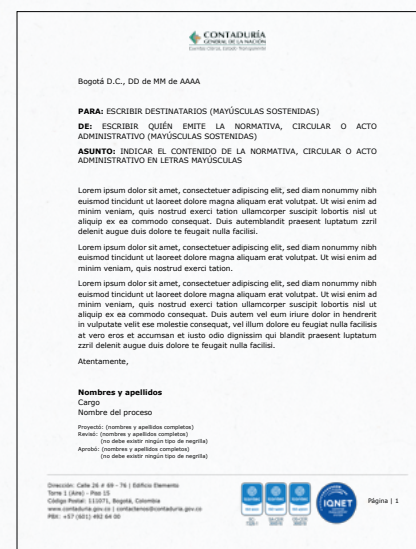 CONTADURÍA
GENERAL DE LA NACIÓN
Cuentas Claras, Estado Transparente
Bogotá D.C., DD de MM de AAAA
PARA: ESCRIBIR DESTINATARIOS (MAYÚSCULAS SOSTENIDAS)
DE: ESCRIBIR QUIÉN EMITE LA NORMATIVA, CIRCULAR O ACTO
ADMINISTRATIVO (MAYÚSCULAS SOSTENIDAS)
ASUNTO: INDICAR EL CONTENIDO DE LA NORMATIVA, CIRCULAR O ACTO
ADMINISTRATIVO EN LETRAS MAYÚSCULAS
Lorem ipsum dolor sit amet, consectetuer adipiscing elit, sed diam nonummy nibh
euismod tincidunt ut laoreet dolore magna aliquam erat volutpat. Ut wisi enim ad
minim veniam, quis nostrud exerci tation ullamcorper suscipit lobortis nisl ut
aliquip ex ea commodo consequat. Duis autemblandit praesent luptatum zzril
delenit augue duis dolore te feugait nulla facilisi.
Lorem ipsum dolor sit amet, consectetuer adipiscing elit, sed diam nonummy nibh
euismod tincidunt ut laoreet dolore magna aliquam erat volutpat. Ut wisi enim ad
minim veniam, quis nostrud exerci tation.
Lorem ipsum dolor sit amet, consectetuer adipiscing elit, sed diam nonummy nibh
euismod tincidunt ut laoreet dolore magna aliquam erat volutpat. Ut wisi enim ad
minim veniam, quis nostrud exerci tation ullamcorper suscipit lobortis nisl ut
aliquip ex ea commodo consequat. Duis autem vel eum iriure dolor in hendrerit
in vulputate velit ese molestie consequat, vel illum dolore eu feugiat nulla facilisis
at vero eros et accumsan et iusto odio dignissim qui blandit praesent luptatum
zzril delenit augue duis dolore te feugait nulla facilisi.
Atentamente,
Nombres y apellidos
Cargo
Nombre del proceso
Proyectó: (nombres y apellidos completos)
Revisó: (nombres y apellidos completos)
(no debe existir ningún tipo de negrilla)
Aprobó: (nombres y apellidos completos)
(no debe existir ningún tipo de negrilla)
Dirección: Calle 26 # 69 - 76 | Edificio Elemento
Torre 1 (Aire) - Piso 15
Código Postal: 111071, Bogotá, Colombia
www.contaduria.gov.co | contactenos@contaduria.gov.co
PBX: +57 (601) 492 64 00
IQNET
Página | 1